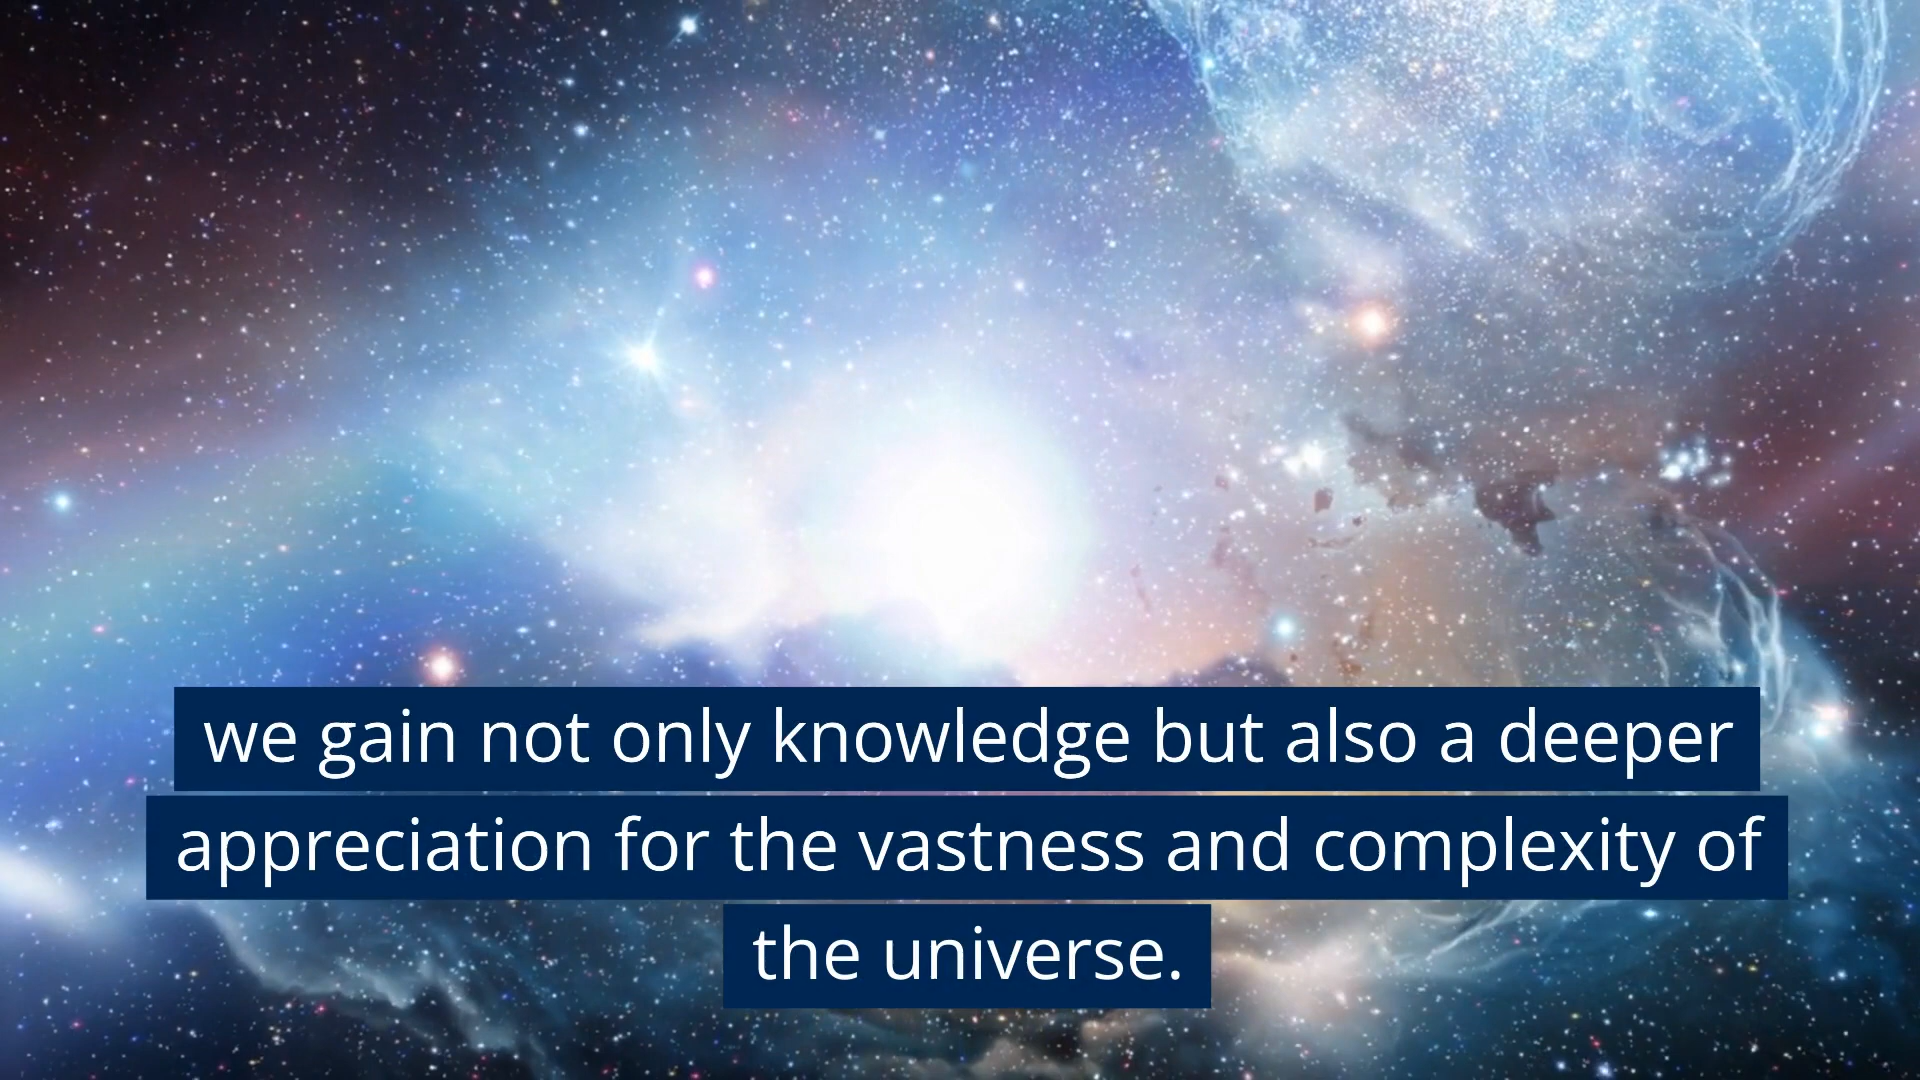 we gain not only knowledge but also a deeper
appreciation for the vastness and complexity of
the universe.